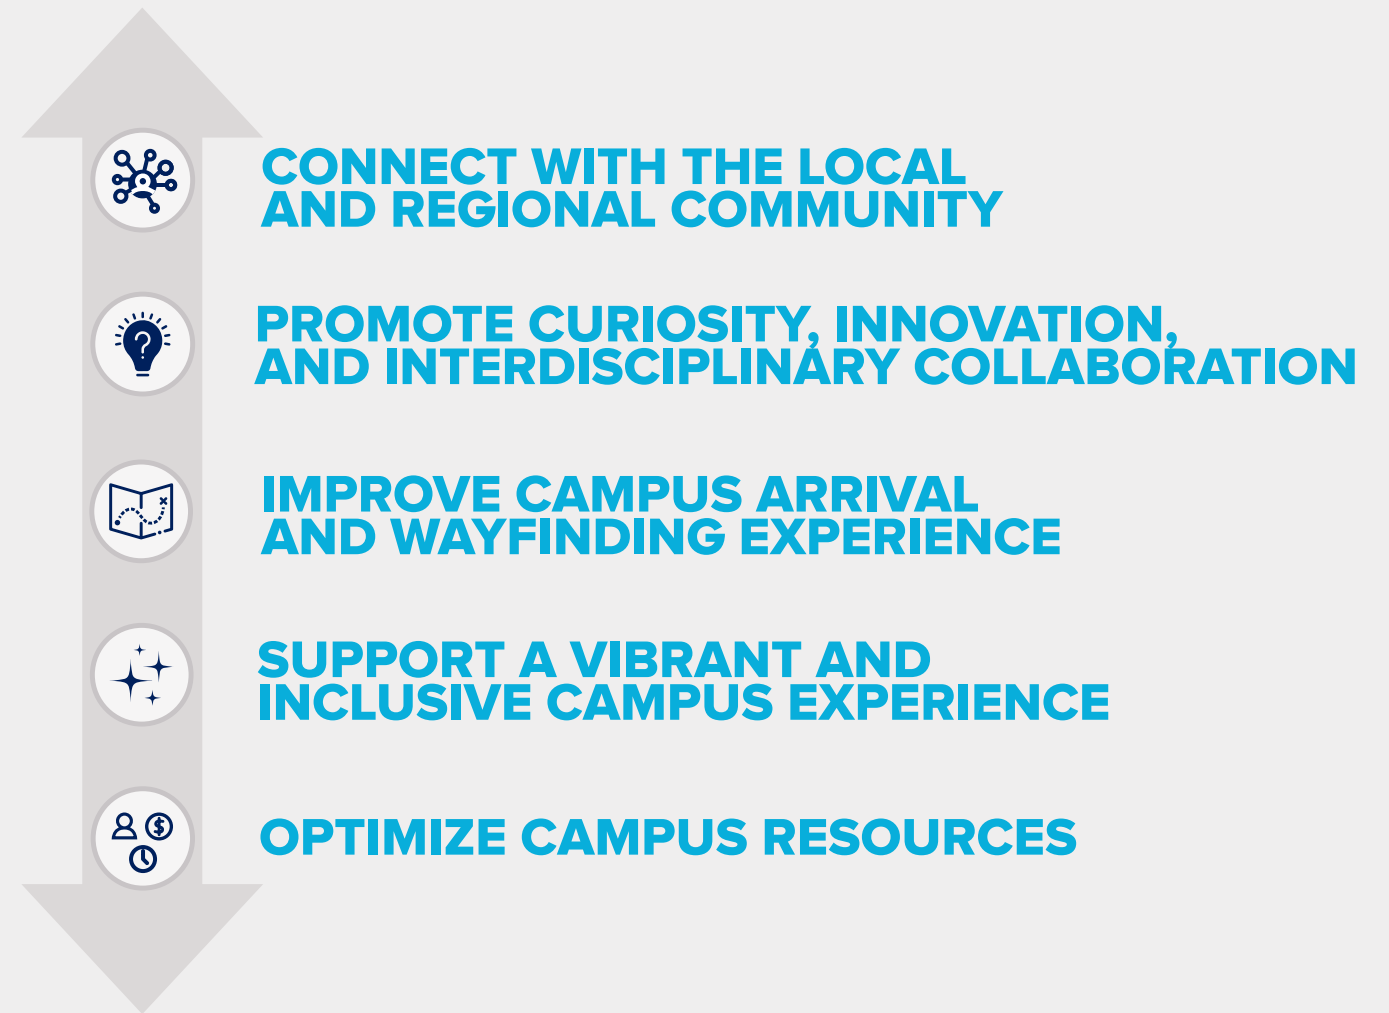 CONNECT WITH THE LOCAL
AND REGIONAL COMMUNITY
PROMOTE CURIOSITY, INNOVATION,
AND INTERDISCIPLINARY COLLABORATION
IMPROVE CAMPUS ARRIVAL
AND WAYFINDING EXPERIENCE
SUPPORT A VIBRANT AND
INCLUSIVE CAMPUS EXPERIENCE
OPTIMIZE CAMPUS RESOURCES